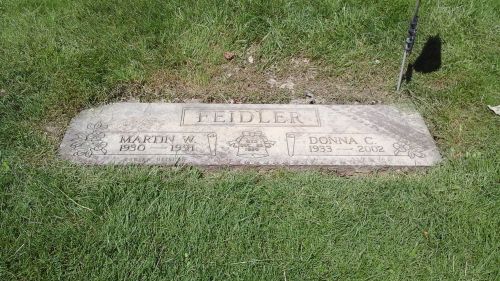 FEIDLER
MARTIN W.
1930 — 1991
DONNA C.
1933 — 2002